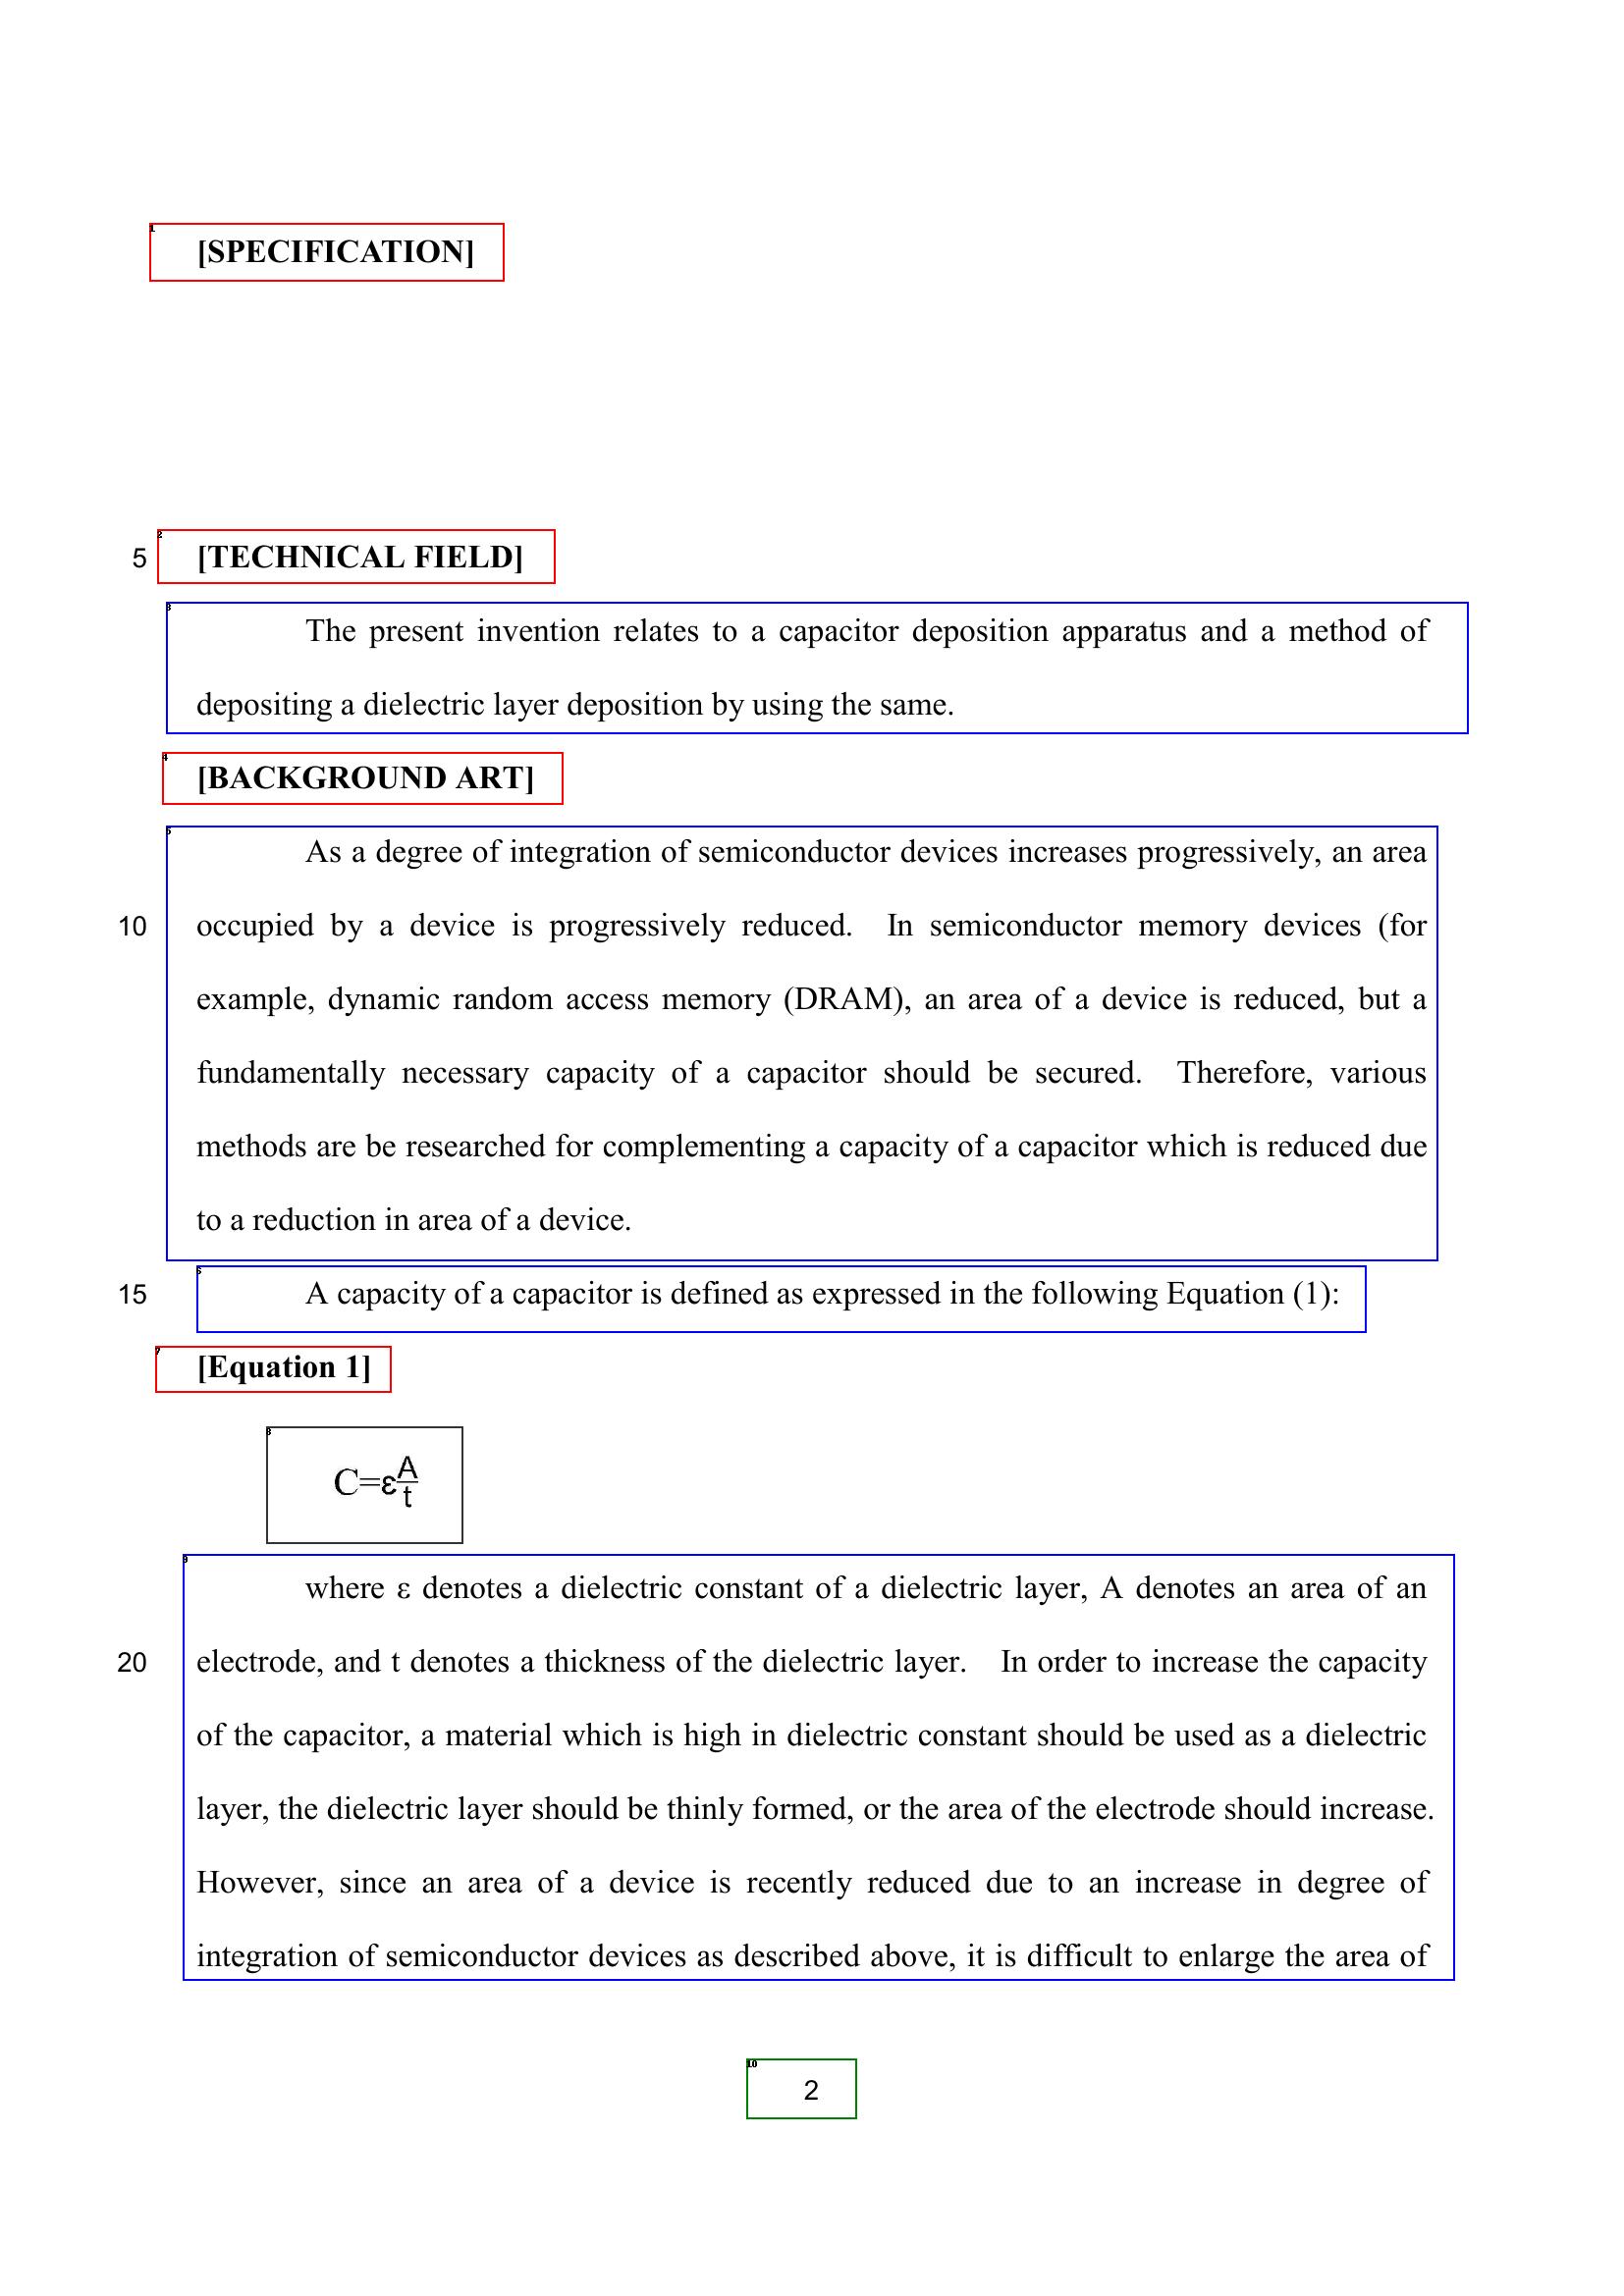 1
[SPECIFICATION]
2
5 [TECHNICAL FIELD]
3
The present invention relates to a capacitor deposition apparatus and a method of
depositing a dielectric layer deposition by using the same.
4
[BACKGROUND ART]
5
As a degree of integration of semiconductor devices increases progressively, an area
10 occupied by a device is progressively reduced. In semiconductor memory devices (for
example, dynamic random access memory (DRAM), an area of a device is reduced, but a
fundamentally necessary capacity of a capacitor should be secured. Therefore, various
methods are be researched for complementing a capacity of a capacitor which is reduced due
to a reduction in area of a device.
6
15 A capacity of a capacitor is defined as expressed in the following Equation (1):
7
[Equation 1]
8
C=ε A/t
9
where ε denotes a dielectric constant of a dielectric layer, A denotes an area of an
20 electrode, and t denotes a thickness of the dielectric layer. In order to increase the capacity
of the capacitor, a material which is high in dielectric constant should be used as a dielectric
layer, the dielectric layer should be thinly formed, or the area of the electrode should increase.
However, since an area of a device is recently reduced due to an increase in degree of
integration of semiconductor devices as described above, it is difficult to enlarge the area of
10
2